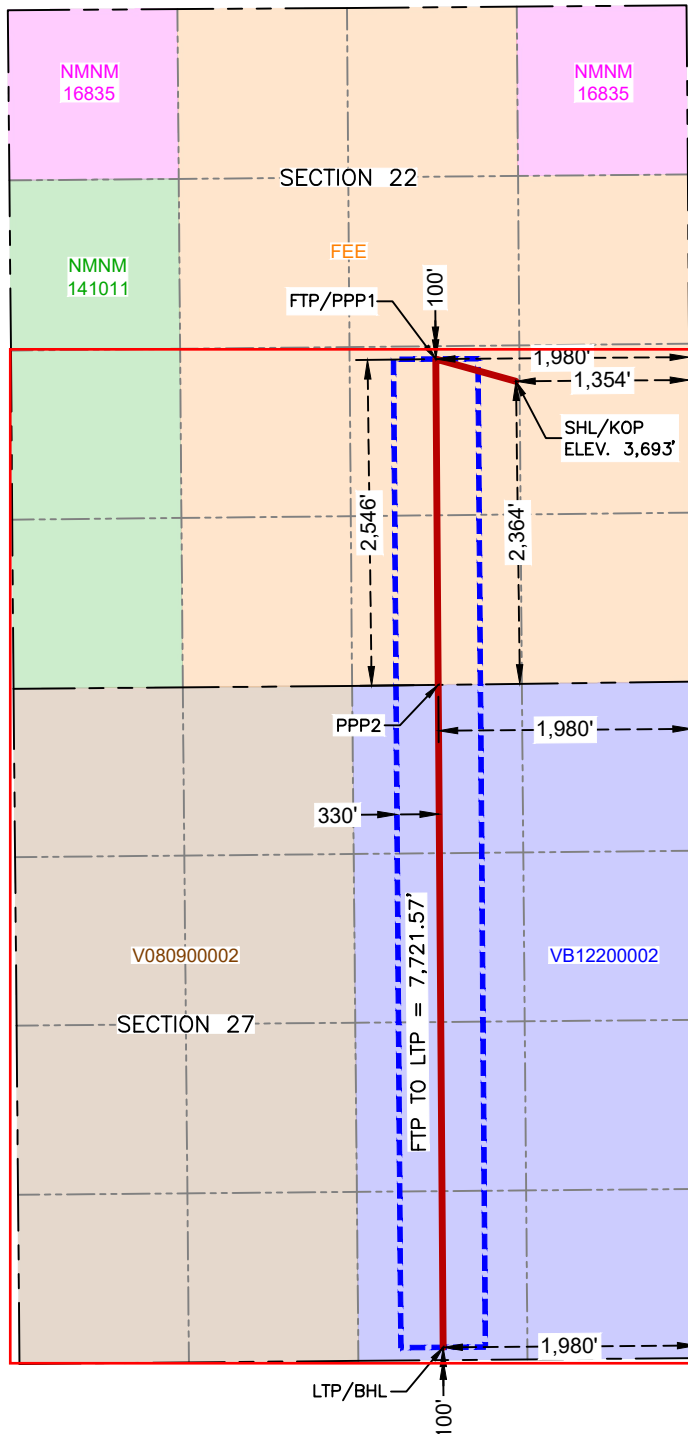 NMNM
16835
NMNM
16835
SECTION 22
NMNM
141011
FEE
FTP/PPP1
100'
1,980'
1,354'
SHL/KOP
ELEV. 3,693'
2,546'
2,364'
PPP2
1,980'
330'
V080900002
VB12200002
FTP TO LTP = 7,721.57'
SECTION 27
1,980'
LTP/BHL
100'